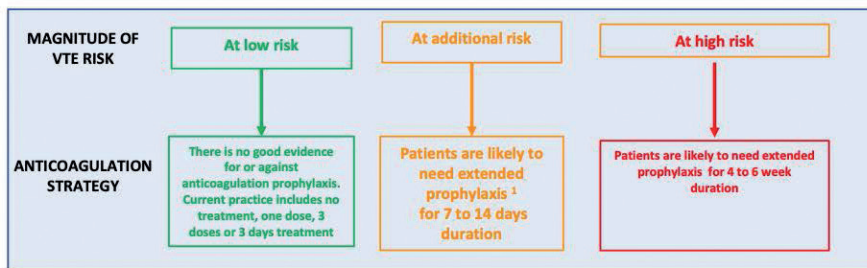 MAGNITUDE OF
VTE RISK
At low risk
At additional risk
At high risk
ANTICOAGULATION
STRATEGY
There is no good evidence
for or against
anticoagulation prophylaxis.
Current practice includes no
treatment, one dose, 3
doses or 3 days treatment
Patients are likely to
need extended
prophylaxis 1
for 7 to 14 days
duration
Patients are likely to need extended
prophylaxis for 4 to 6 week
duration